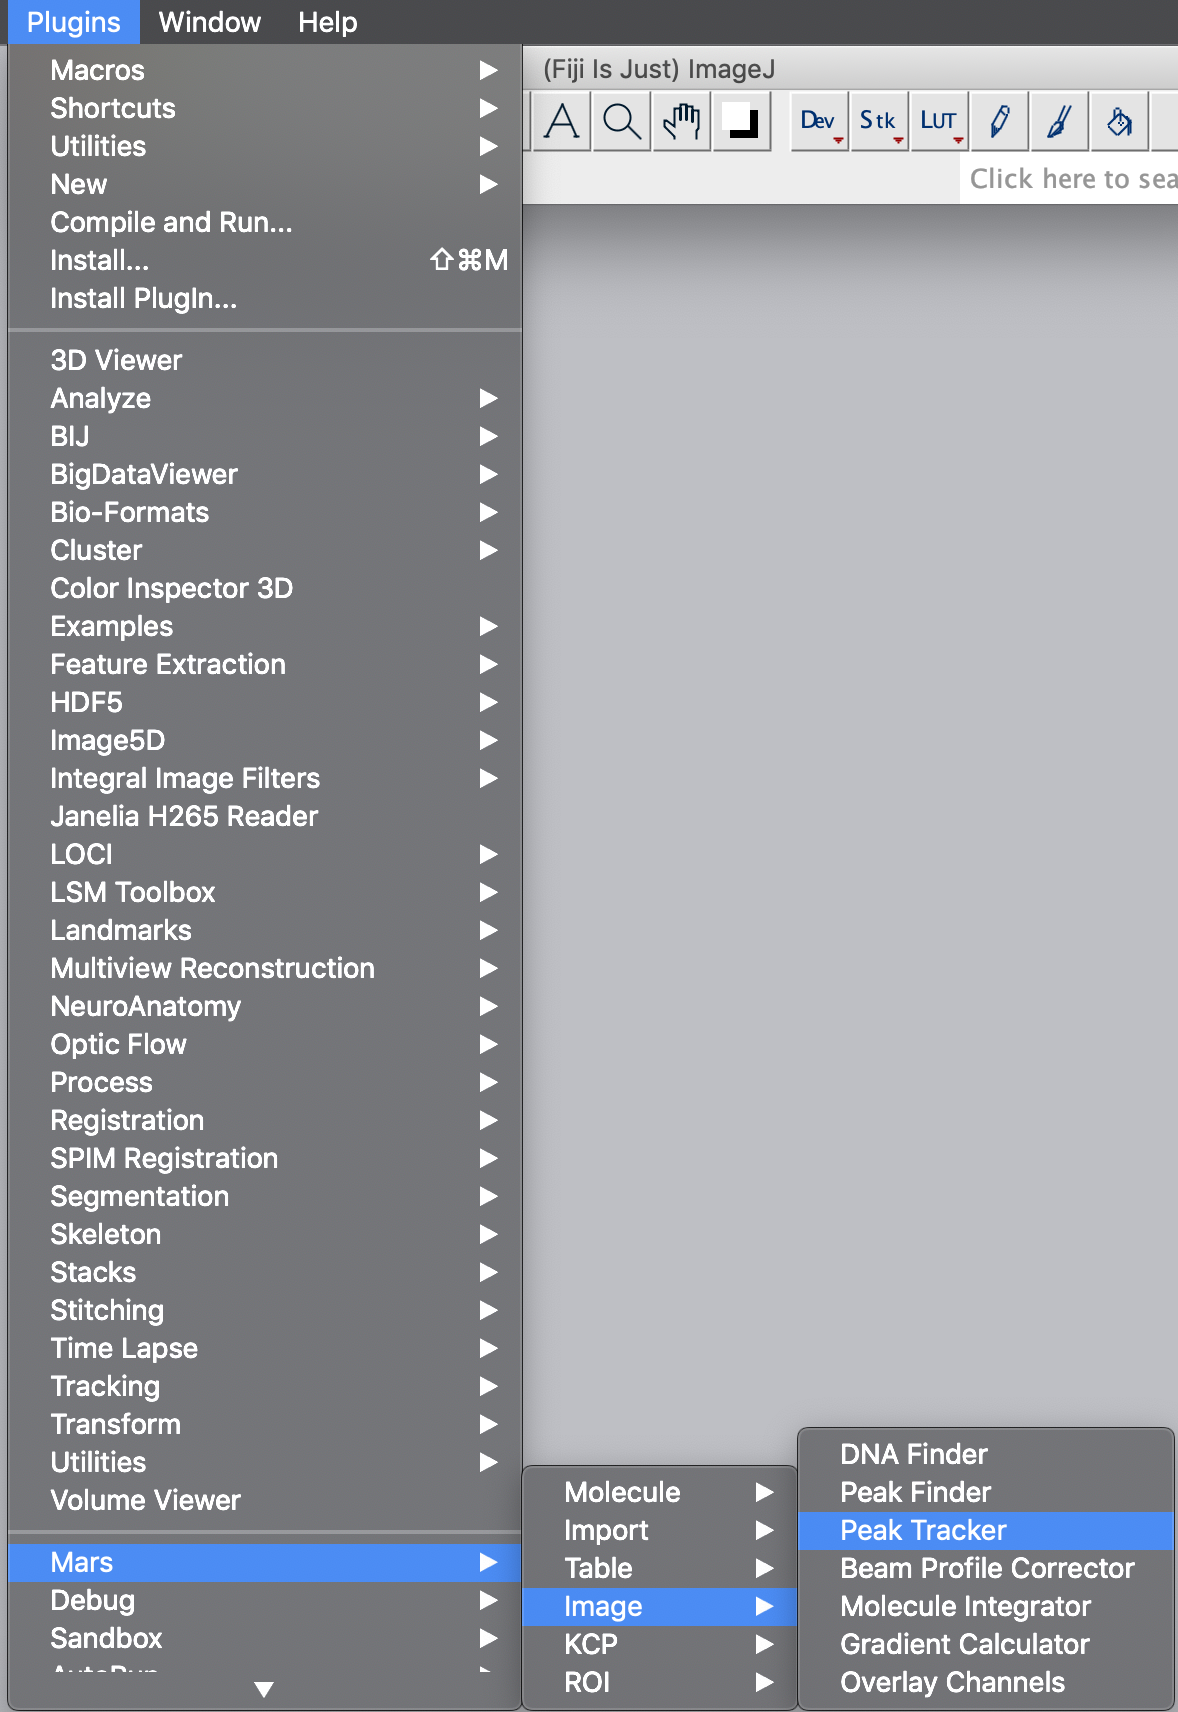 Plugins Window Help
(Fiji Is Just) ImageJ
A Dev Stk LUT
Click here to sea
Macros
Shortcuts
Utilities
New
Compile and Run...
Install... ⇧⌘M
Install PlugIn...
3D Viewer
Analyze
BIJ
BigDataViewer
Bio-Formats
Cluster
Color Inspector 3D
Examples
Feature Extraction
HDF5
Image5D
Integral Image Filters
Janelia H265 Reader
LOCI
LSM Toolbox
Landmarks
Multiview Reconstruction
NeuroAnatomy
Optic Flow
Process
Registration
SPIM Registration
Segmentation
Skeleton
Stacks
Stitching
Time Lapse
Tracking
Transform
Utilities
Volume Viewer
Mars
Debug
Sandbox
Molecule
Import
Table
Image
KCP
ROI
DNA Finder
Peak Finder
Peak Tracker
Beam Profile Corrector
Molecule Integrator
Gradient Calculator
Overlay Channels